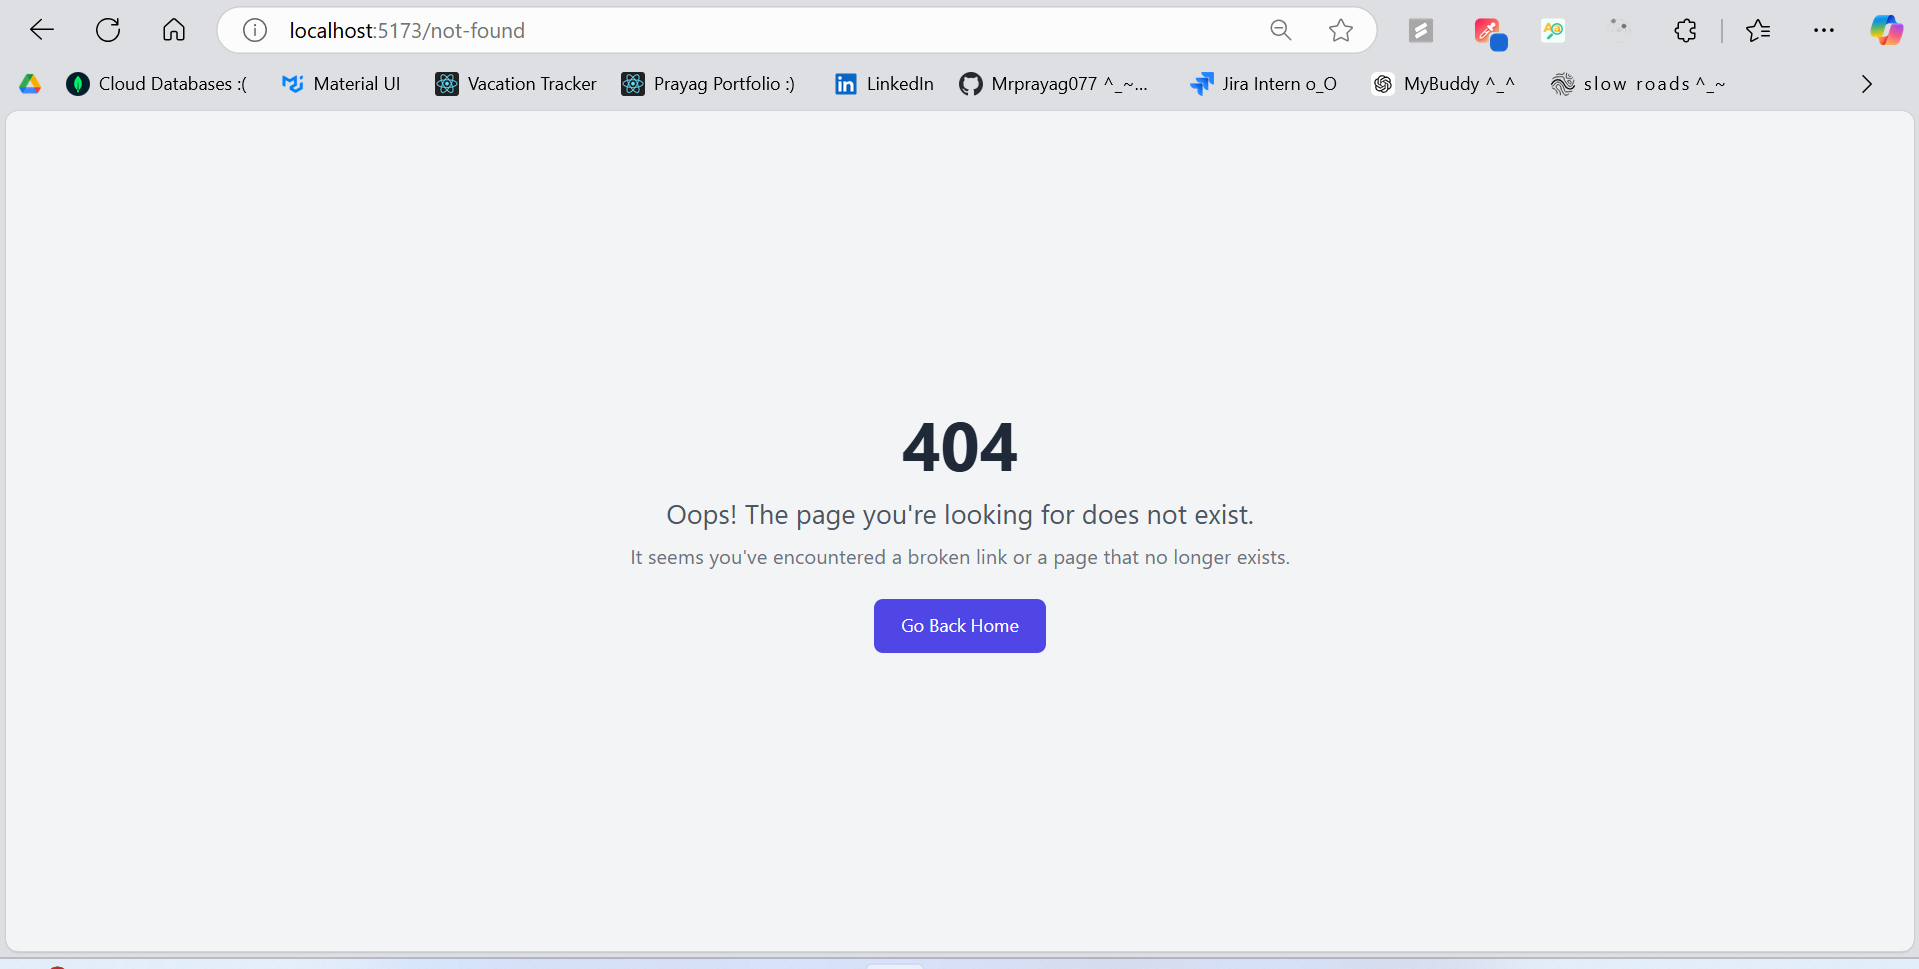 localhost:5173/not-found
Cloud Databases :( Material UI Vacation Tracker Prayag Portfolio :) LinkedIn Mrprayag077 ^_~... Jira Intern o_O MyBuddy ^_^ slow roads ^_~
404
Oops! The page you're looking for does not exist.
It seems you've encountered a broken link or a page that no longer exists.
Go Back Home